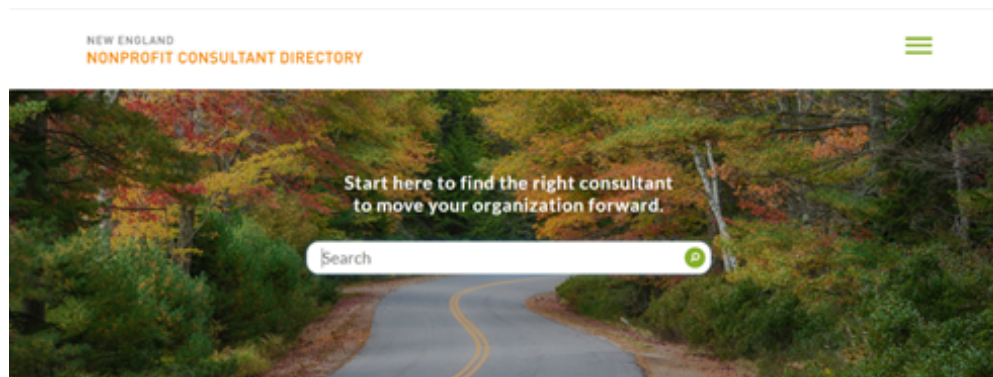 NEW ENGLAND
NONPROFIT CONSULTANT DIRECTORY
Start here to find the right consultant
to move your organization forward.
Search